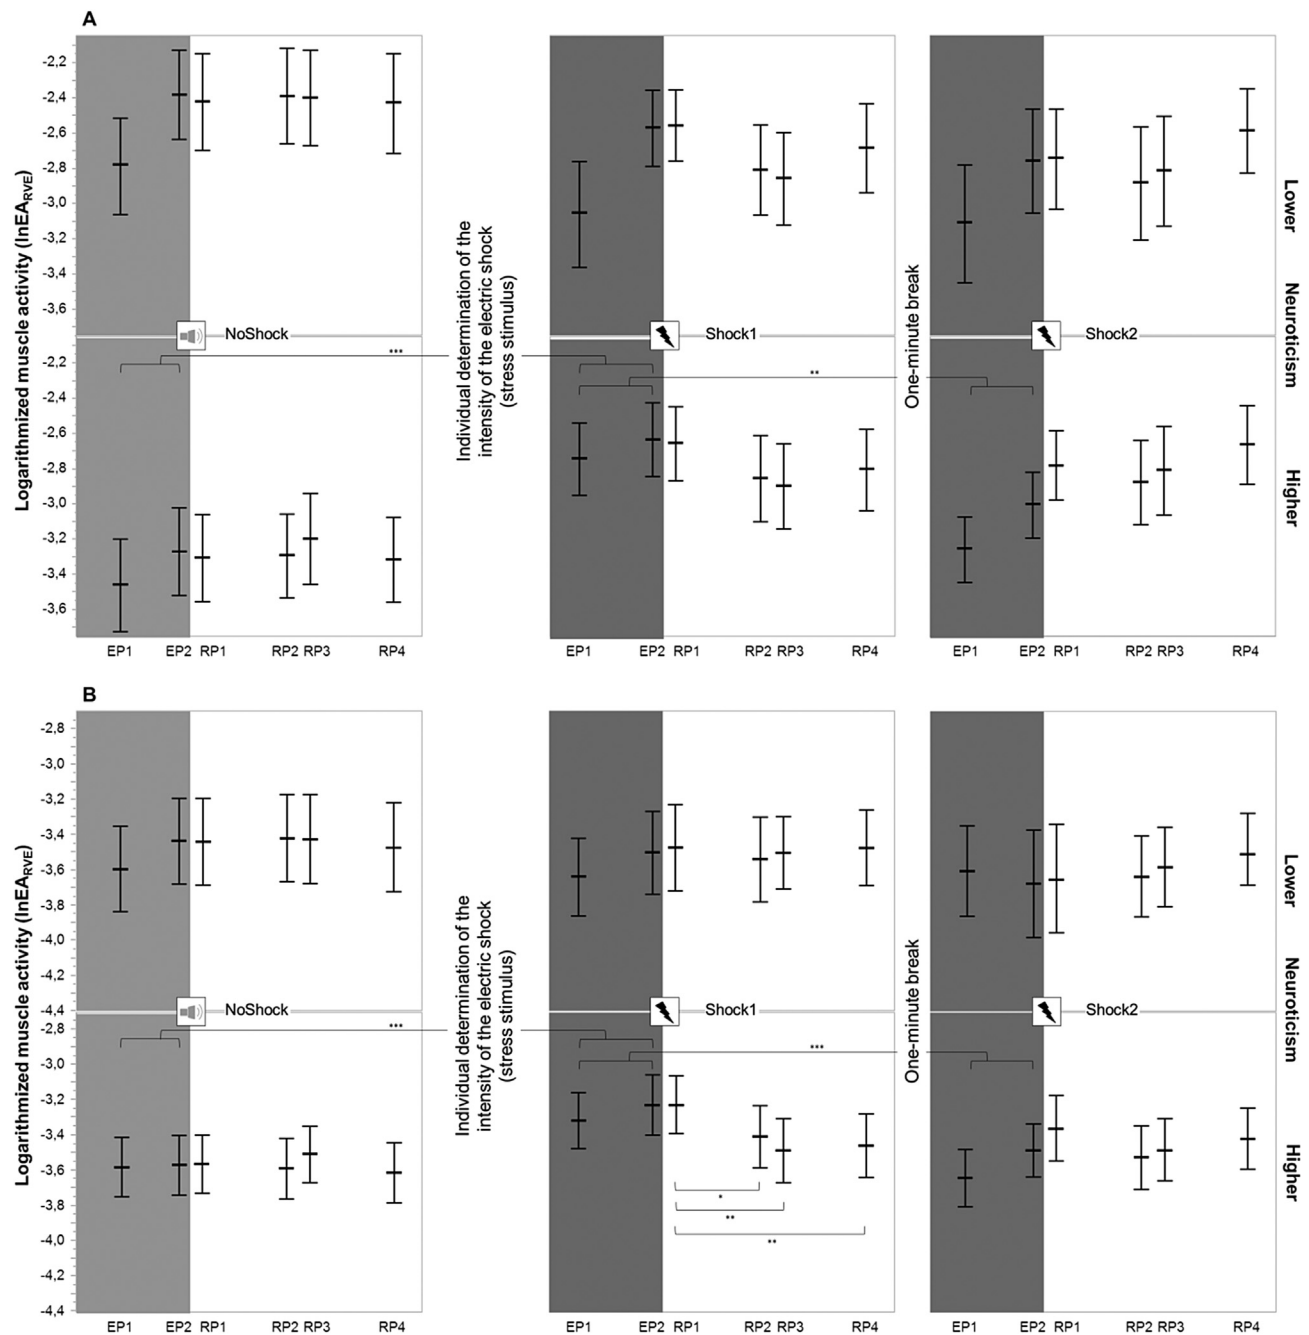 A
Logarithmized muscle activity (lnEARVE)
-2,2
-2,4
-2,6
-2,8
-3,0
-3,2
-3,4
-3,6
-2,2
-2,4
-2,6
-2,8
-3,0
-3,2
-3,4
-3,6
NoShock
Individual determination of the
intensity of the electric shock
(stress stimulus)
Shock1
One-minute break
Shock2
***
**
Lower
Neuroticism
Higher
EP1 EP2 RP1 RP2 RP3 RP4
EP1 EP2 RP1 RP2 RP3 RP4
EP1 EP2 RP1 RP2 RP3 RP4
B
Logarithmized muscle activity (lnEARVE)
-2,8
-3,0
-3,2
-3,4
-3,6
-3,8
-4,0
-4,2
-4,4
-2,8
-3,0
-3,2
-3,4
-3,6
-3,8
-4,0
-4,2
-4,4
NoShock
Individual determination of the
intensity of the electric shock
(stress stimulus)
Shock1
One-minute break
Shock2
***
***
*
**
**
Lower
Neuroticism
Higher
EP1 EP2 RP1 RP2 RP3 RP4
EP1 EP2 RP1 RP2 RP3 RP4
EP1 EP2 RP1 RP2 RP3 RP4